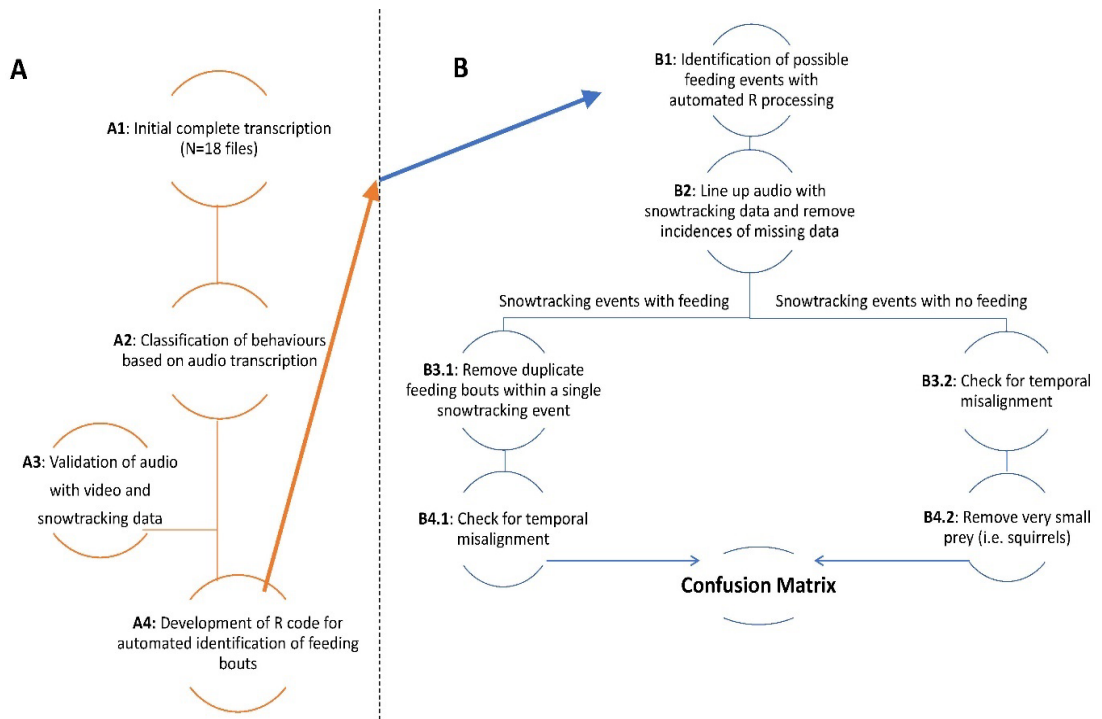 A
A1: Initial complete transcription
(N=18 files)
A2: Classification of behaviours
based on audio transcription
A3: Validation of audio
with video and
snowtracking data
A4: Development of R code for
automated identification of feeding
bouts
B
B1: Identification of possible
feeding events with
automated R processing
B2: Line up audio with
snowtracking data and remove
incidences of missing data
Snowtracking events with feeding
Snowtracking events with no feeding
B3.1: Remove duplicate
feeding bouts within a single
snowtracking event
B3.2: Check for temporal
misalignment
B4.1: Check for temporal
misalignment
B4.2: Remove very small
prey (i.e. squirrels)
Confusion Matrix